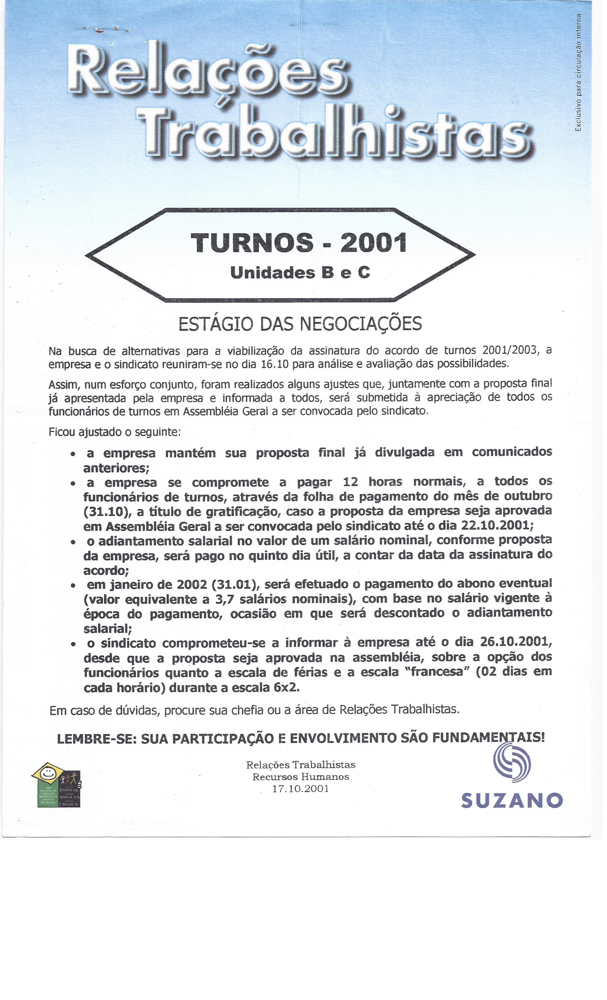 Exclusivo para circulação interna
Relações
Trabalhistas
TURNOS - 2001
Unidades B e C
ESTÁGIO DAS NEGOCIAÇÕES
Na busca de alternativas para a viabilização da assinatura do acordo de turnos 2001/2003, a
empresa e o sindicato reuniram-se no dia 16.10 para análise e avaliação das possibilidades.
Assim, num esforço conjunto, foram realizados alguns ajustes que, juntamente com a proposta final
já apresentada pela empresa e informada a todos, será submetida à apreciação de todos os
funcionários de turnos em Assembléia Geral a ser convocada pelo sindicato.
Ficou ajustado o seguinte:
• a empresa mantém sua proposta final já divulgada em comunicados
anteriores;
• a empresa se compromete a pagar 12 horas normais, a todos os
funcionários de turnos, através da folha de pagamento do mês de outubro
(31.10), a título de gratificação, caso a proposta da empresa seja aprovada
em Assembléia Geral a ser convocada pelo sindicato até o dia 22.10.2001;
• o adiantamento salarial no valor de um salário nominal, conforme proposta
da empresa, será pago no quinto dia útil, a contar da data da assinatura do
acordo;
• em janeiro de 2002 (31.01), será efetuado o pagamento do abono eventual
(valor equivalente a 3,7 salários nominais), com base no salário vigente à
época do pagamento, ocasião em que será descontado o adiantamento
salarial;
• o sindicato comprometeu-se a informar à empresa até o dia 26.10.2001,
desde que a proposta seja aprovada na assembléia, sobre a opção dos
funcionários quanto a escala de férias e a escala "francesa" (02 dias em
cada horário) durante a escala 6x2.
Em caso de dúvidas, procure sua chefia ou a área de Relações Trabalhistas.
LEMBRE-SE: SUA PARTICIPAÇÃO E ENVOLVIMENTO SÃO FUNDAMENTAIS!
Relações Trabalhistas
Recursos Humanos
17.10.2001
UMA
INICIATIVA DA
FUNDAÇÃO
ABRINQ PELOS
DIREITOS
DA CRIANÇA
EMPRESA
AMIGA DA
CRIANÇA
SUZANO